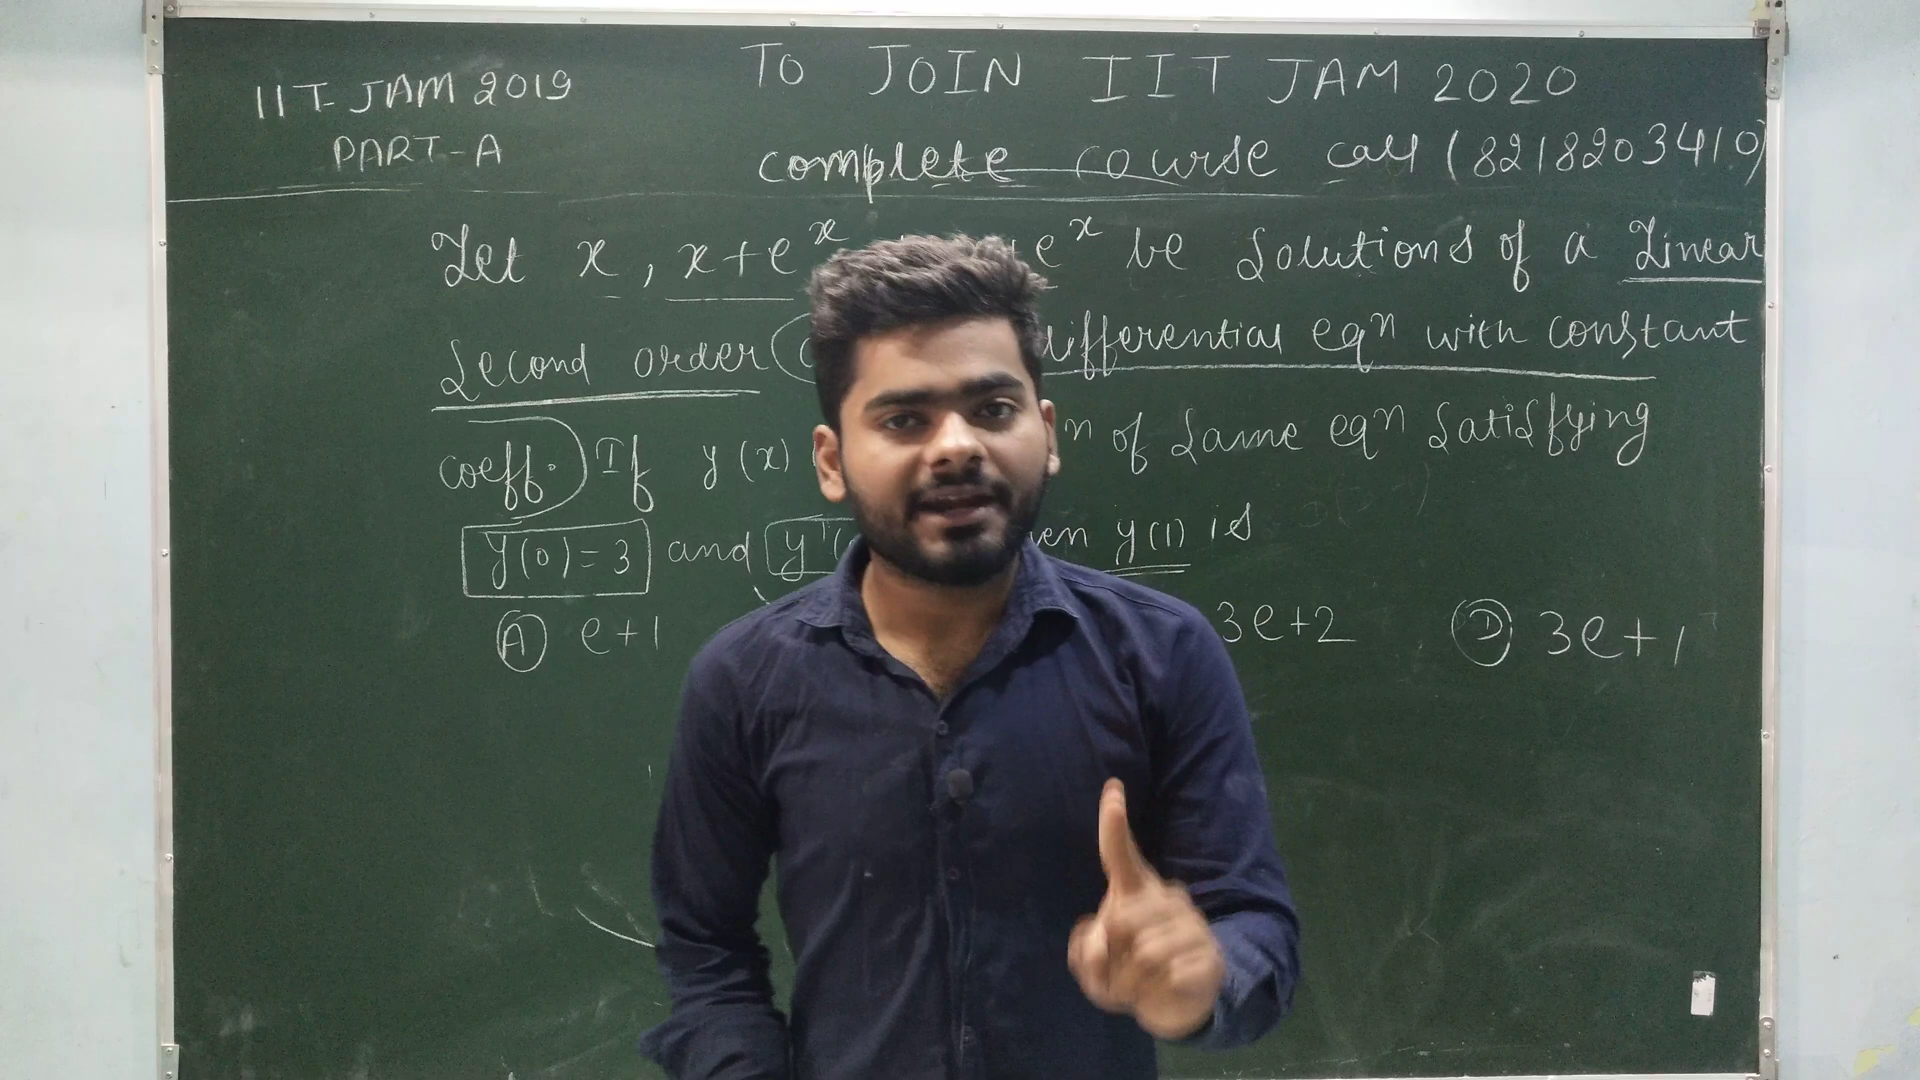 IIT-JAM 2019
PART-A
TO JOIN IIT JAM 2020
complete course call (8218203410)
Let x, x+e^x e^x be solutions of a Linear
second order differential eqn with constant
coeff. If y(x) n of same eqn satisfying
y(0)=3 and y'( y(1) is
(A) e+1 3e+2 (D) 3e+1